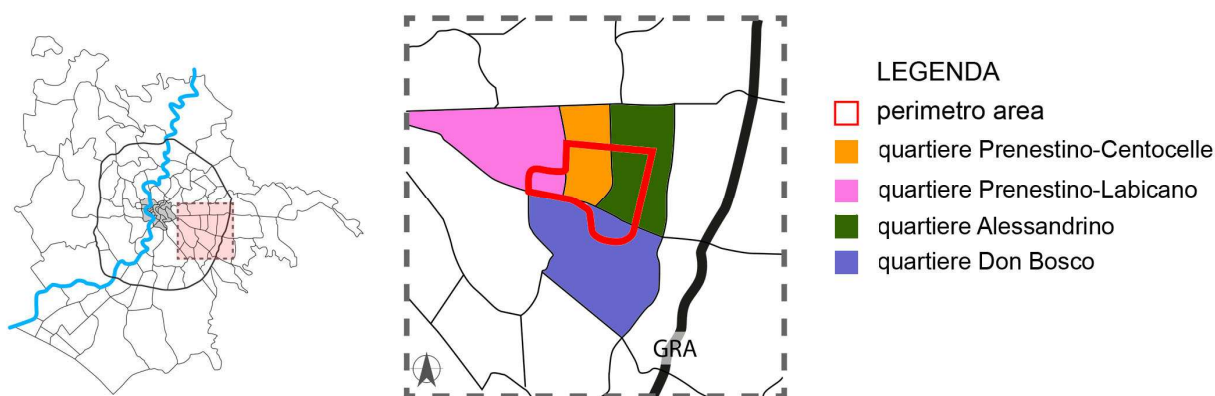 GRA
LEGENDA
perimetro area
quartiere Prenestino-Centocelle
quartiere Prenestino-Labicano
quartiere Alessandrino
quartiere Don Bosco